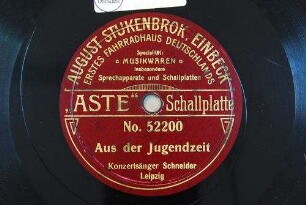 AUGUST STUKENBROK, EINBECK
ERSTES FAHRRADHAUS DEUTSCHLANDS
Specialität:
MUSIKWAREN
insbesondere
Sprechapparate und Schallplatten
„ASTE" Schallplatte
No. 52200
Aus der Jugendzeit
Konzertsänger Schneider
Leipzig